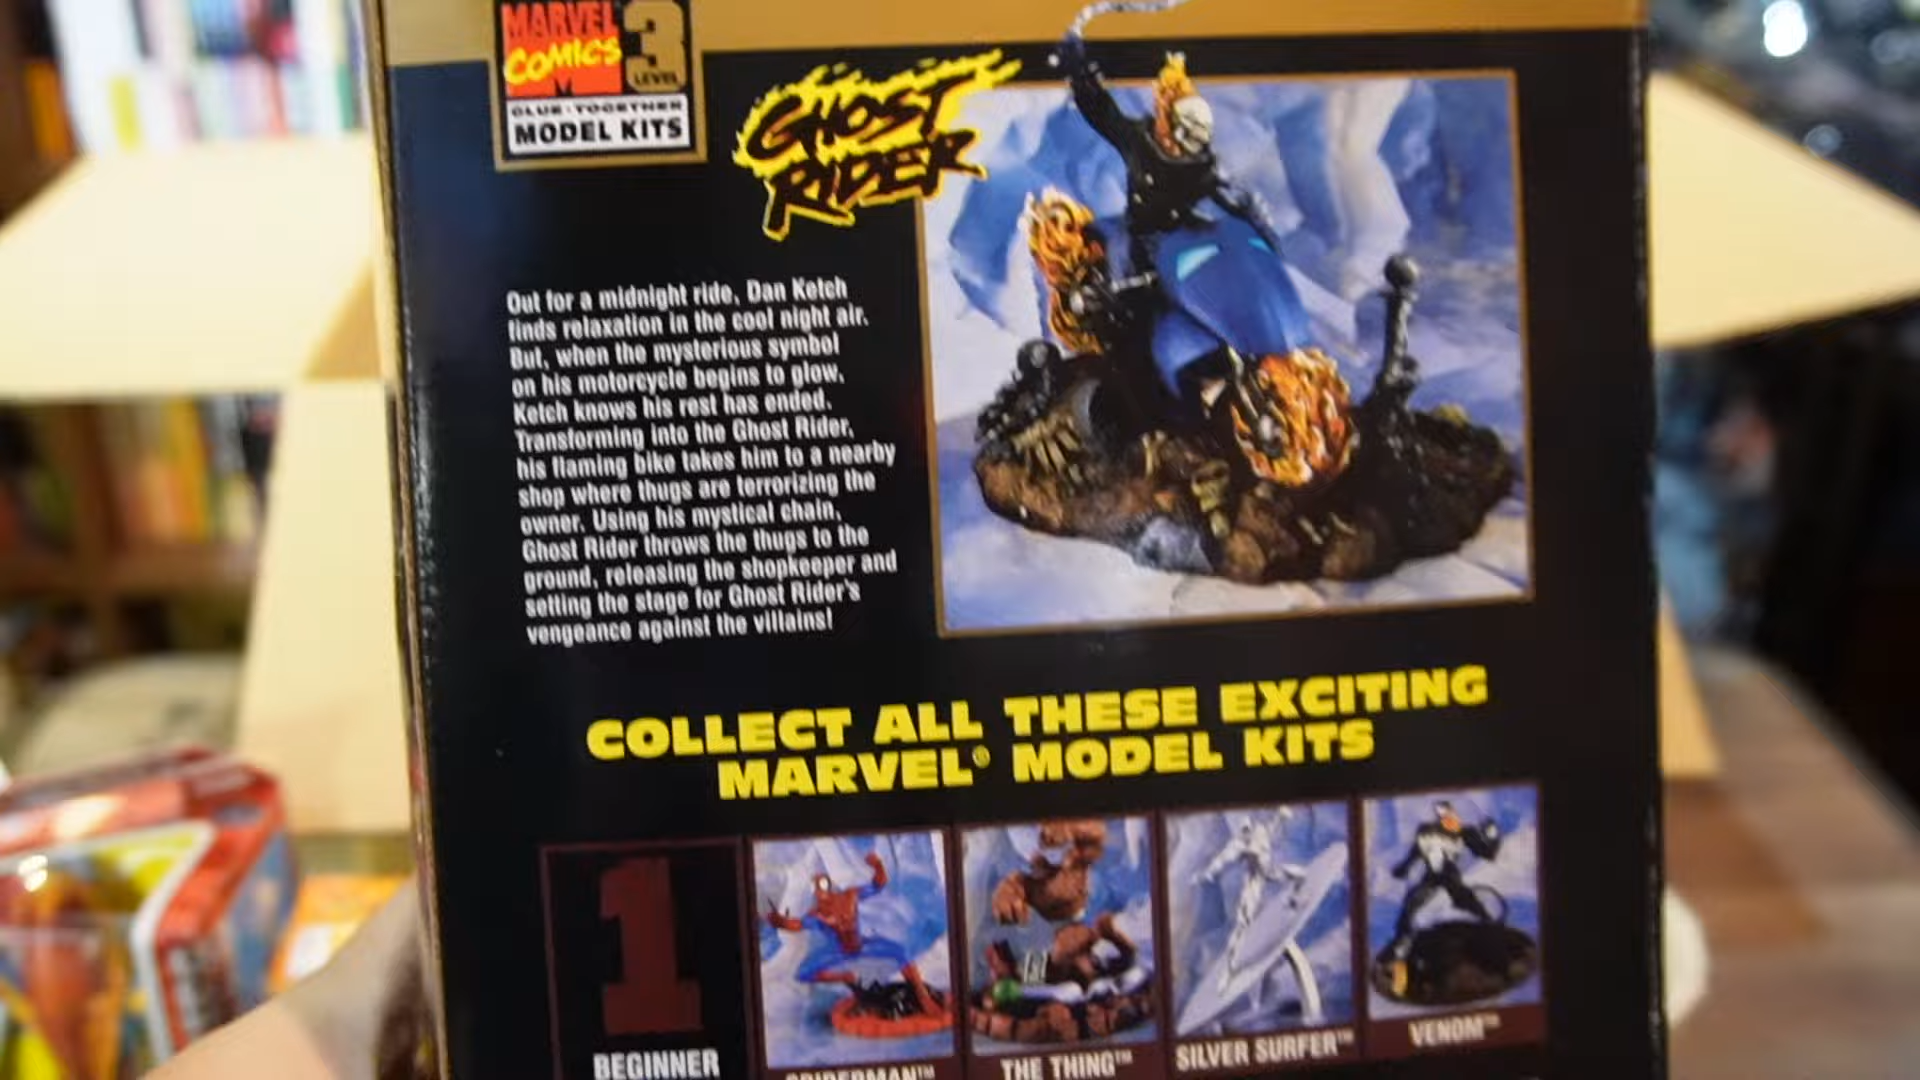 MARVEL
COMICS
M
3
LEVEL
GLUE-TOGETHER
MODEL KITS
GHOST
RIDER
Out for a midnight ride, Dan Ketch
finds relaxation in the cool night air.
But, when the mysterious symbol
on his motorcycle begins to glow,
Ketch knows his rest has ended.
Transforming into the Ghost Rider,
his flaming bike takes him to a nearby
shop where thugs are terrorizing the
owner. Using his mystical chain,
Ghost Rider throws the thugs to the
ground, releasing the shopkeeper and
setting the stage for Ghost Rider's
vengeance against the villains!
COLLECT ALL THESE EXCITING
MARVEL® MODEL KITS
1
BEGINNER
SPIDERMAN™
THE THING™
SILVER SURFER™
VENOM™